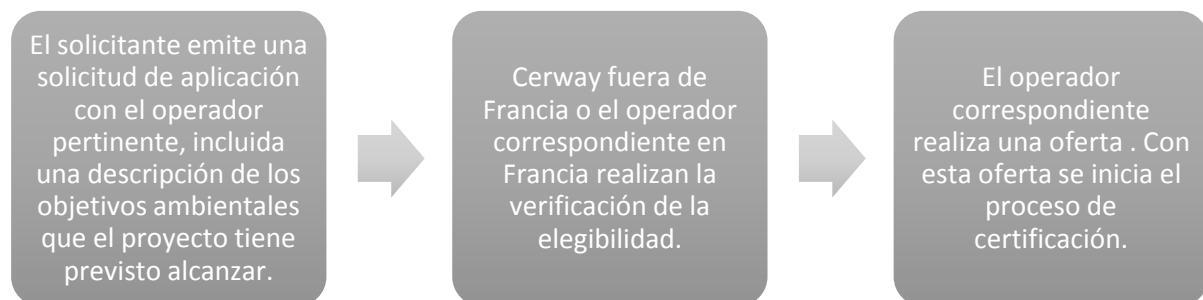 El solicitante emite una
solicitud de aplicación
con el operador
pertinente, incluida
una descripción de los
objetivos ambientales
que el proyecto tiene
previsto alcanzar.
Cerway fuera de
Francia o el operador
correspondiente en
Francia realizan la
verificación de la
elegibilidad.
El operador
correspondiente
realiza una oferta . Con
esta oferta se inicia el
proceso de
certificación.